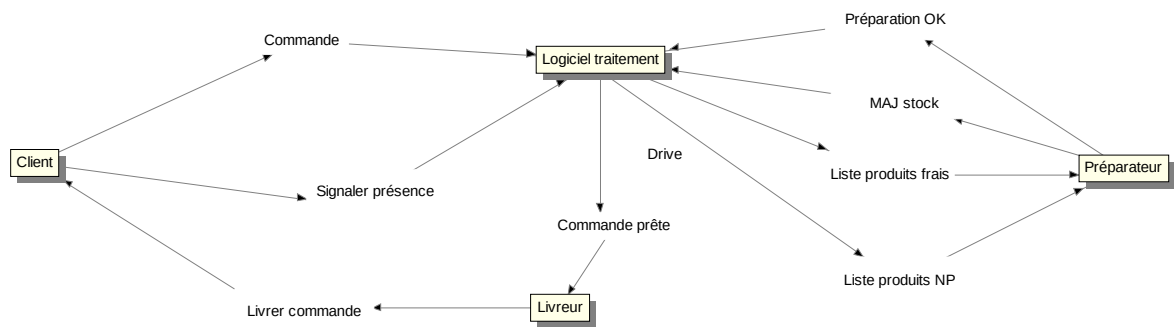 Préparation OK
Commande
Logiciel traitement
MAJ stock
Drive
Client
Préparateur
Liste produits frais
Signaler présence
Commande prête
Liste produits NP
Livreur
Livrer commande